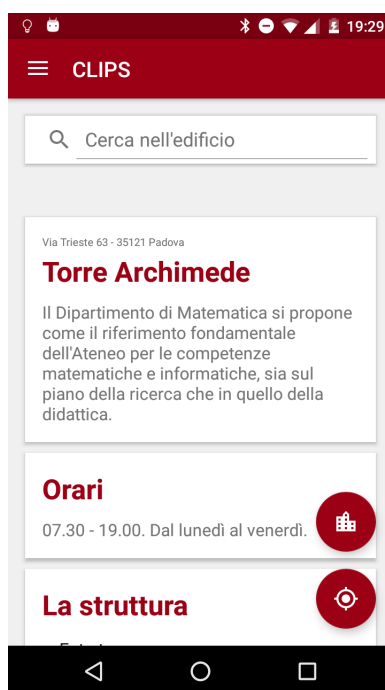 19:29
CLIPS
Cerca nell'edificio
Via Trieste 63 - 35121 Padova
Torre Archimede
Il Dipartimento di Matematica si propone
come il riferimento fondamentale
dell'Ateneo per le competenze
matematiche e informatiche, sia sul
piano della ricerca che in quello della
didattica.
Orari
07.30 - 19.00. Dal lunedì al venerdì.
La struttura